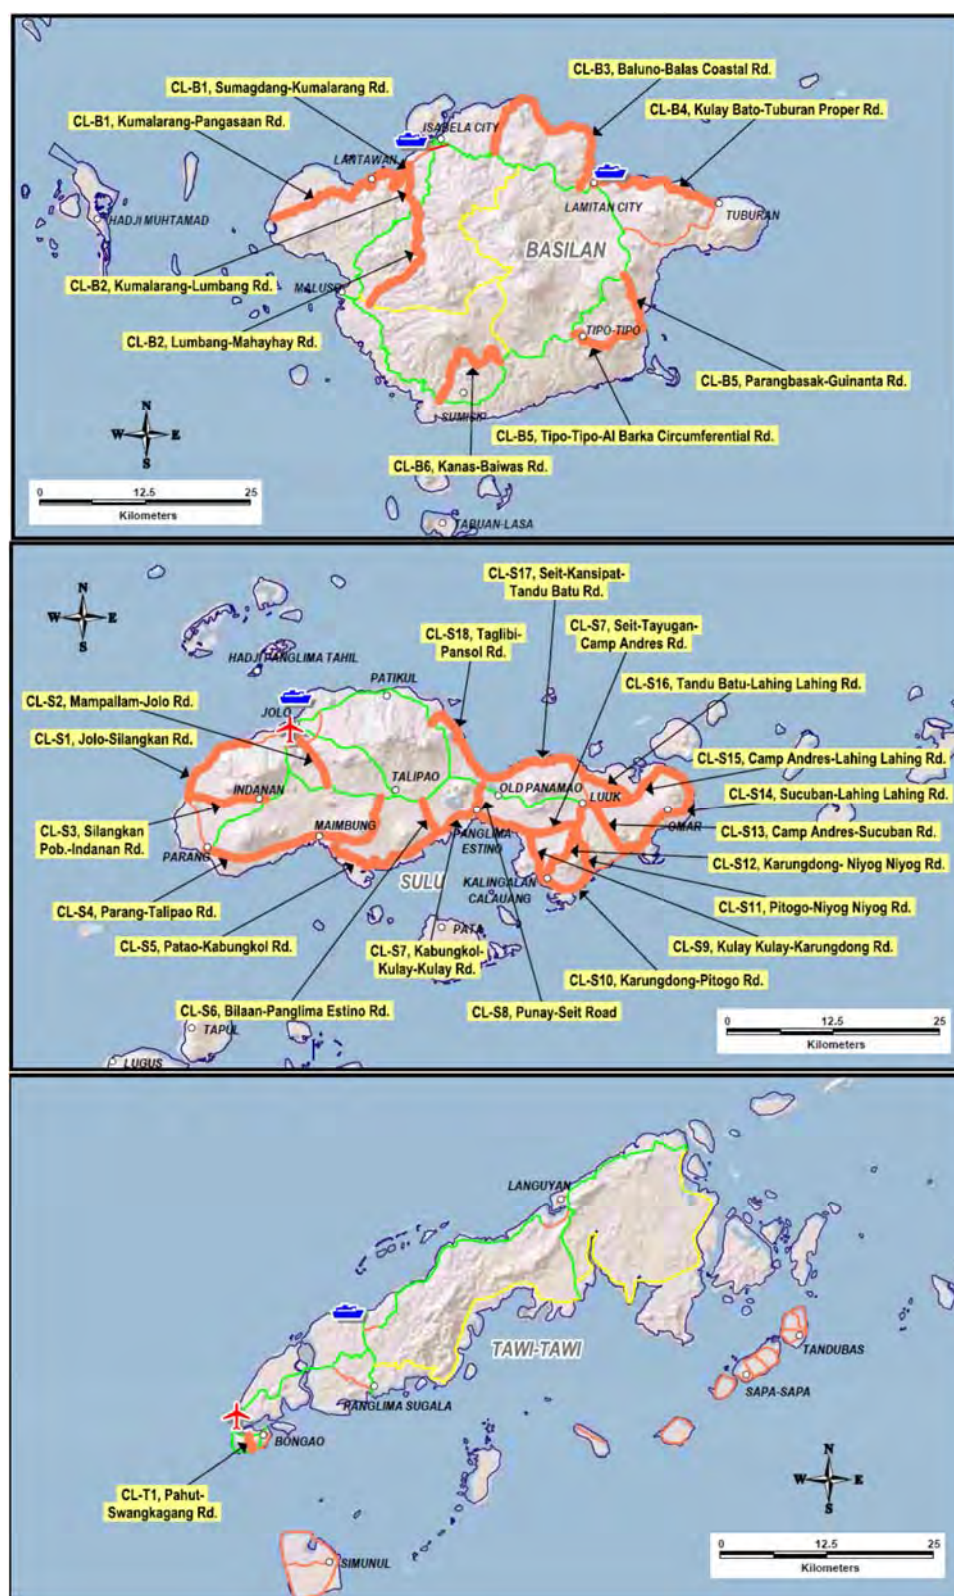 CL-B3, Baluno-Balas Coastal Rd.
CL-B1, Sumagdang-Kumalarang Rd.
CL-B4, Kulay Bato-Tuburan Proper Rd.
CL-B1, Kumalarang-Pangasaan Rd.
ISABELA CITY
LANTAWAN
LAMITAN CITY
TUBURAN
HADJI MUHTAMAD
BASILAN
CL-B2, Kumalarang-Lumbang Rd.
MALUSO
TIPO-TIPO
CL-B2, Lumbang-Mahayhay Rd.
CL-B5, Parangbasak-Guinanta Rd.
SUMISIP
CL-B5, Tipo-Tipo-Al Barka Circumferential Rd.
CL-B6, Kanas-Baiwas Rd.
N
W E
S
0 12.5 25
Kilometers
TABUAN-LASA
CL-S17, Seit-Kansipat-
Tandu Batu Rd.
N
W E
S
CL-S7, Seit-Tayugan-
Camp Andres Rd.
CL-S18, Taglibi-
Pansol Rd.
HADJI PANGLIMA TAHIL
CL-S16, Tandu Batu-Lahing Lahing Rd.
PATIKUL
CL-S2, Mampallam-Jolo Rd.
JOLO
CL-S1, Jolo-Silangkan Rd.
CL-S15, Camp Andres-Lahing Lahing Rd.
TALIPAO
OLD PANAMAO
INDANAN
LUUK
CL-S14, Sucuban-Lahing Lahing Rd.
OMAR
CL-S3, Silangkan
Pob.-Indanan Rd.
MAIMBUNG
PANGLIMA
ESTINO
CL-S13, Camp Andres-Sucuban Rd.
PARANG
CL-S12, Karungdong- Niyog Niyog Rd.
SULU
KALINGALAN
CALAUANG
CL-S4, Parang-Talipao Rd.
CL-S11, Pitogo-Niyog Niyog Rd.
PATA
CL-S5, Patao-Kabungkol Rd.
CL-S7, Kabungkol-
Kulay-Kulay Rd.
CL-S9, Kulay Kulay-Karungdong Rd.
CL-S10, Karungdong-Pitogo Rd.
CL-S6, Bilaan-Panglima Estino Rd.
CL-S8, Punay-Seit Road
0 12.5 25
Kilometers
TAPUL
LUGUS
LANGUYAN
TAWI-TAWI
TANDUBAS
SAPA-SAPA
PANGLIMA SUGALA
BONGAO
N
W E
S
CL-T1, Pahut-
Swangkagang Rd.
0 12.5 25
Kilometers
SIMUNUL